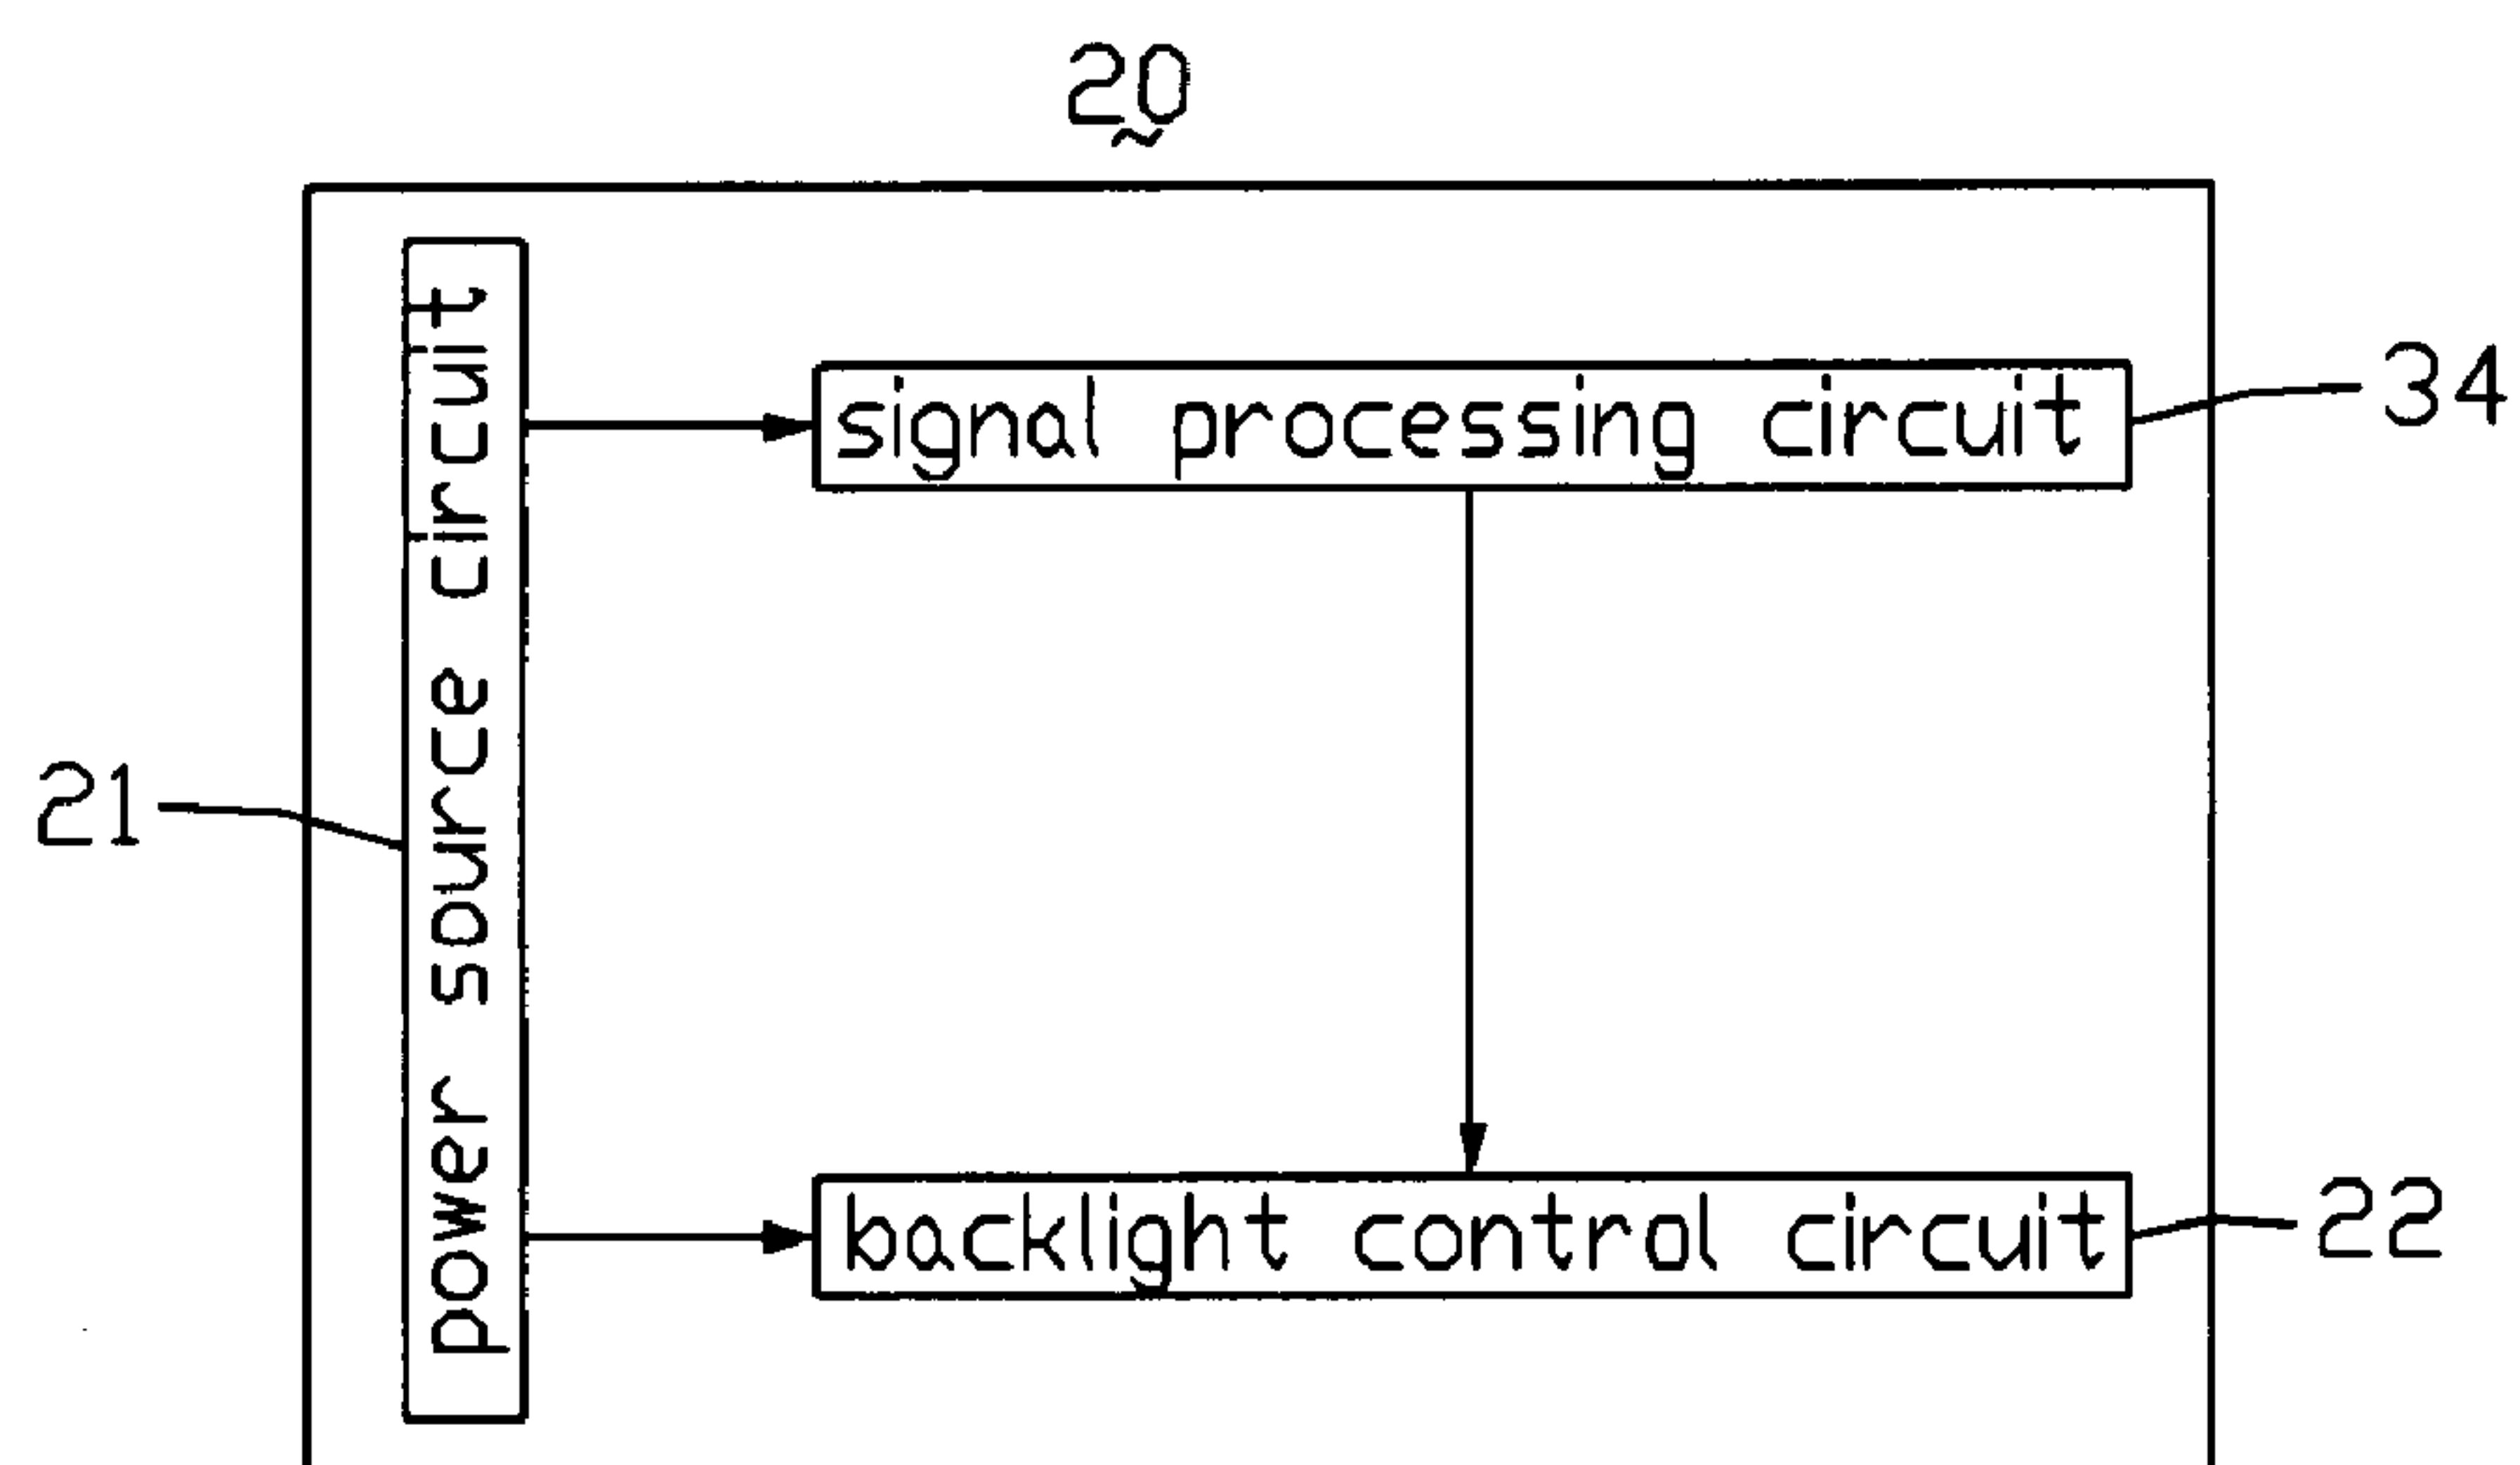 20
power source circuit
signal processing circuit
34
21
backlight control circuit
22